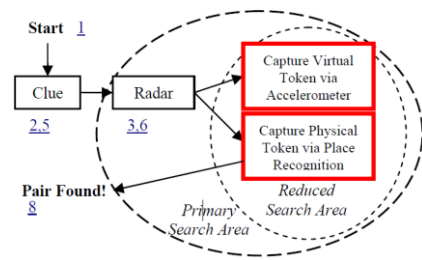 Start 1
Capture Virtual
Token via
Accelerometer
Clue
Radar
2,5
3,6
Capture Physical
Token via Place
Recognition
Pair Found!
8
Reduced
Search Area
Primary
Search Area